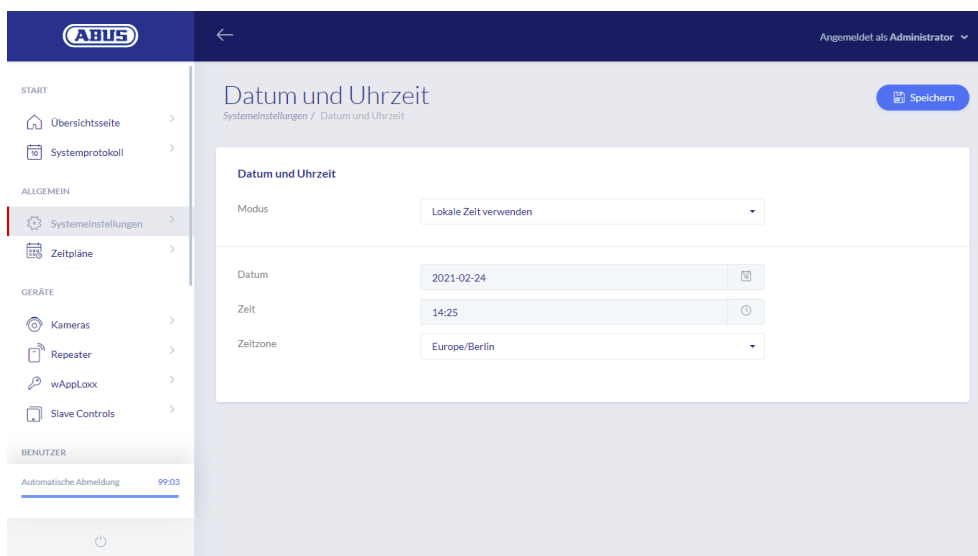 ABUS
Angemeldet als Administrator
START
Übersichtsseite
10
Systemprotokoll
ALLGEMEIN
Systemeinstellungen
Zeitpläne
GERÄTE
Kameras
Repeater
wAppLoxx
Slave Controls
BENUTZER
Automatische Abmeldung 99:03
Datum und Uhrzeit
Systemeinstellungen / Datum und Uhrzeit
Speichern
Datum und Uhrzeit
Modus Lokale Zeit verwenden
Datum 2021-02-24
Zeit 14:25
Zeitzone Europe/Berlin